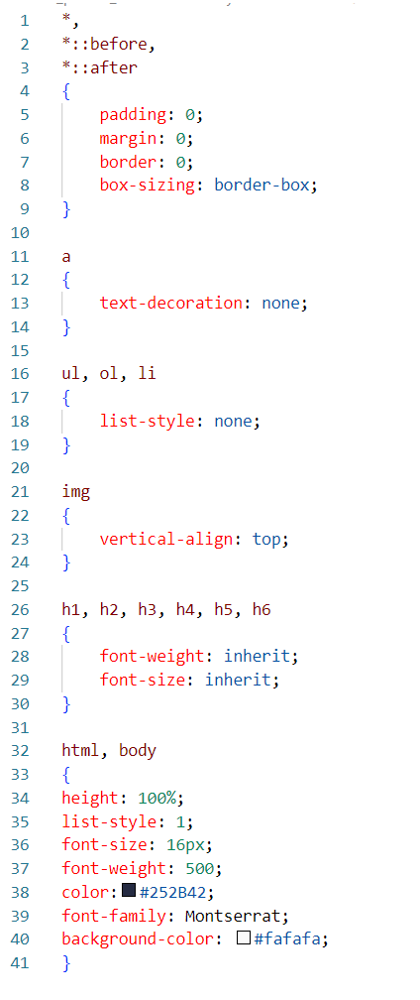 1 *,
2 *::before,
3 *::after
4 {
5 padding: 0;
6 margin: 0;
7 border: 0;
8 box-sizing: border-box;
9 }
10
11 a
12 {
13 text-decoration: none;
14 }
15
16 ul, ol, li
17 {
18 list-style: none;
19 }
20
21 img
22 {
23 vertical-align: top;
24 }
25
26 h1, h2, h3, h4, h5, h6
27 {
28 font-weight: inherit;
29 font-size: inherit;
30 }
31
32 html, body
33 {
34 height: 100%;
35 list-style: 1;
36 font-size: 16px;
37 font-weight: 500;
38 color: #252B42;
39 font-family: Montserrat;
40 background-color: #fafafa;
41 }